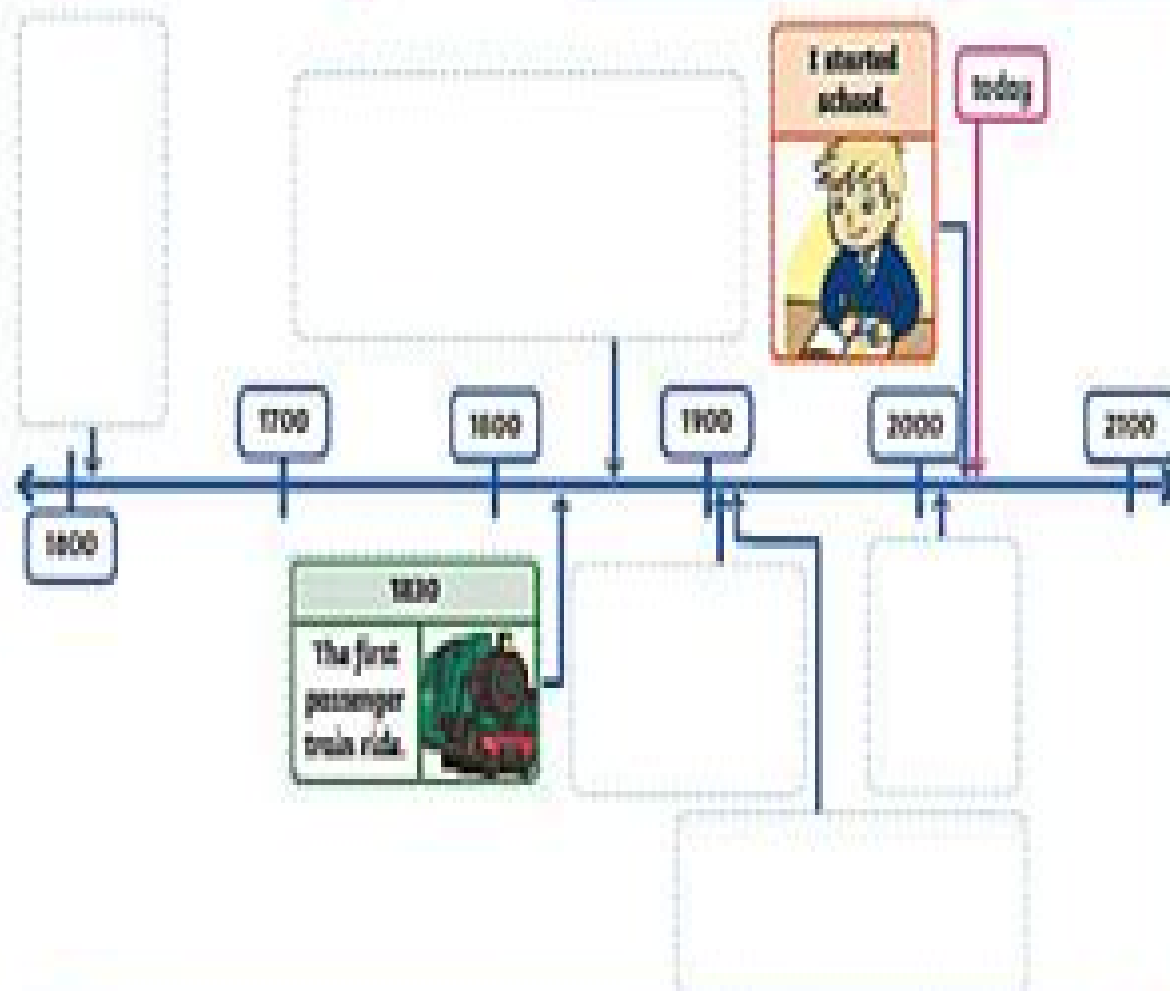 I started
school.
today
1700
1800
1900
2000
2100
1600
1830
The first
passenger
train ride.